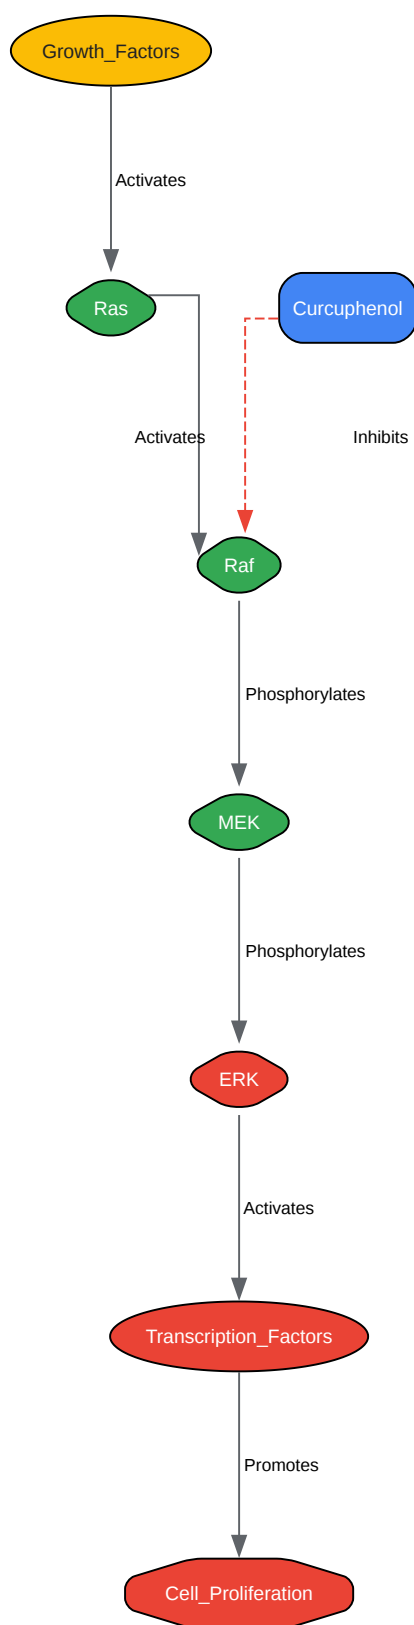 Growth_Factors
Activates
Ras
Curcuphenol
Activates
Inhibits
Raf
Phosphorylates
MEK
Phosphorylates
ERK
Activates
Transcription_Factors
Promotes
Cell_Proliferation